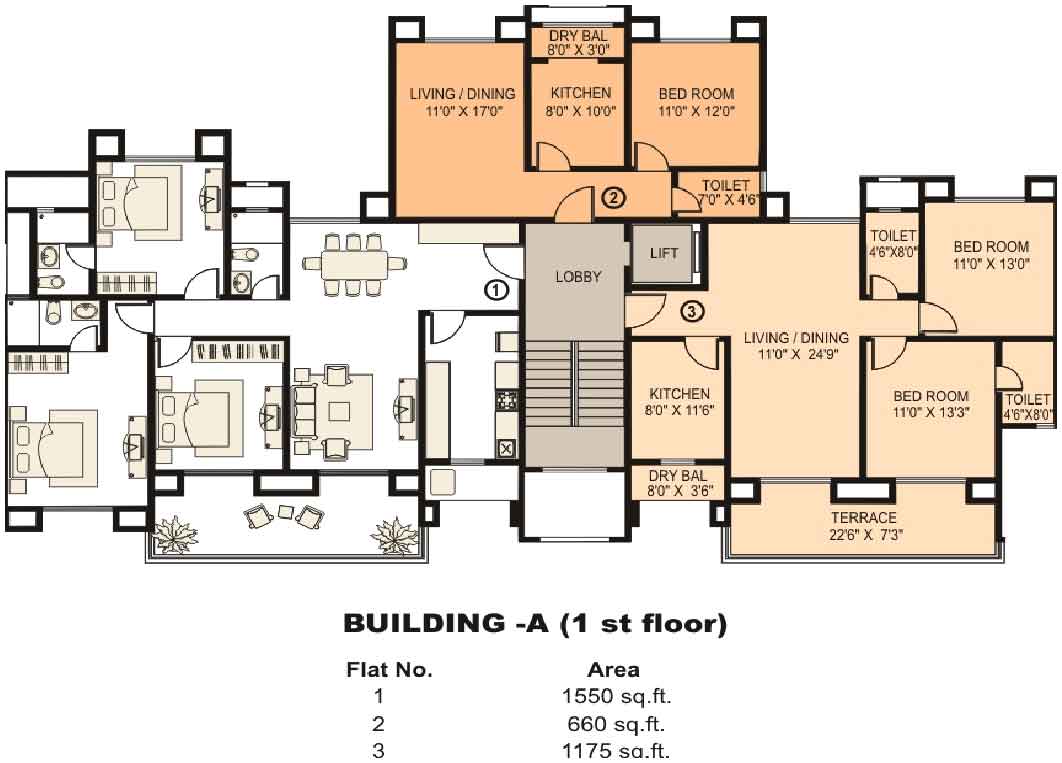 DRY BAL
8'0" X 3'0"
LIVING / DINING
11'0" X 17'0"
KITCHEN
8'0" X 10'0"
BED ROOM
11'0" X 12'0"
TOILET
7'0" X 4'6"
2
LIFT
LOBBY
1
3
TOILET
4'6"X8'0"
BED ROOM
11'0" X 13'0"
LIVING / DINING
11'0" X 24'9"
KITCHEN
8'0" X 11'6"
BED ROOM
11'0" X 13'3"
TOILET
4'6"X8'0"
DRY BAL
8'0" X 3'6"
TERRACE
22'6" X 7'3"
BUILDING -A (1 st floor)
Flat No. Area
1 1550 sq.ft.
2 660 sq.ft.
3 1175 sq.ft.